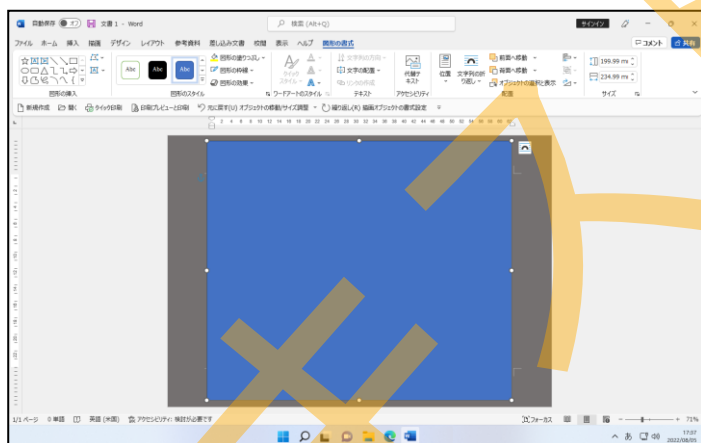 自動保存 オフ 文書 1 - Word 検索 (Alt+Q) サインイン
ファイル ホーム 挿入 描画 デザイン レイアウト 参考資料 差し込み文書 校閲 表示 ヘルプ 図形の書式 コメント 共有
図形の塗りつぶし 文字列の方向 前面へ移動 199.99 mm
Abc Abc Abc 図形の枠線 クイック スタイル 文字の配置 代替テキスト 位置 文字列の折り返し 背面へ移動 234.99 mm
図形の効果 リンクの作成 オブジェクトの選択と表示
図形の挿入 図形のスタイル ワードアートのスタイル テキスト アクセシビリティ 配置 サイズ
新規作成 開く クイック印刷 印刷プレビューと印刷 元に戻す(U) オブジェクトの移動/サイズ調整 繰り返し(R) 描画オブジェクトの書式設定
1/1 ページ 0 単語 英語 (米国) アクセシビリティ: 検討が必要です フォーカス 71%
あ 17:07
2022/08/05